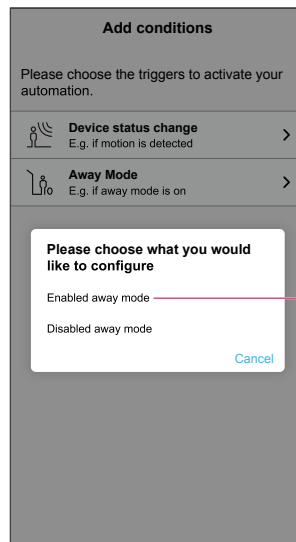 Add conditions
Please choose the triggers to activate your
automation.
Device status change
E.g. if motion is detected
Away Mode
E.g. if away mode is on
Please choose what you would
like to configure
Enabled away mode
Disabled away mode
Cancel